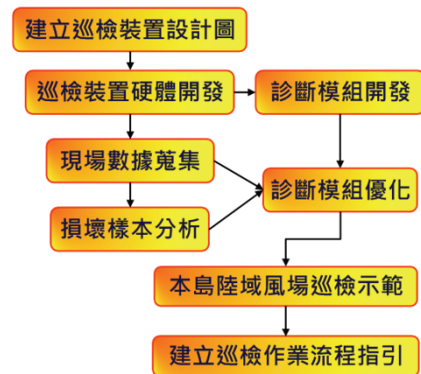 建立巡檢裝置設計圖
巡檢裝置硬體開發
診斷模組開發
現場數據蒐集
診斷模組優化
損壞樣本分析
本島陸域風場巡檢示範
建立巡檢作業流程指引